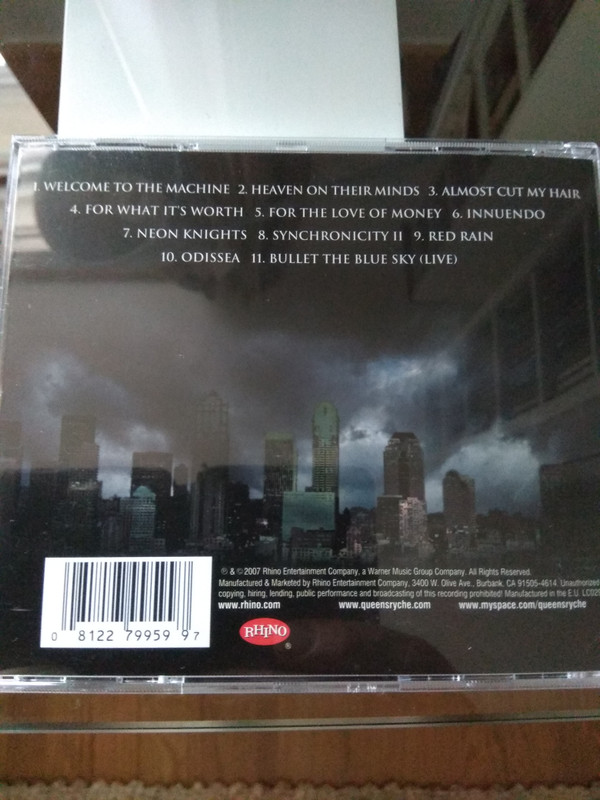 1. WELCOME TO THE MACHINE 2. HEAVEN ON THEIR MINDS 3. ALMOST CUT MY HAIR
4. FOR WHAT IT'S WORTH 5. FOR THE LOVE OF MONEY 6. INNUENDO
7. NEON KNIGHTS 8. SYNCHRONICITY II 9. RED RAIN
10. ODISSEA 11. BULLET THE BLUE SKY (LIVE)
℗ & © 2007 Rhino Entertainment Company, a Warner Music Group Company. All Rights Reserved.
Manufactured & Marketed by Rhino Entertainment Company, 3400 W. Olive Ave., Burbank, CA 91505-4614. Unauthorized
copying, hiring, lending, public performance and broadcasting of this recording prohibited! Manufactured in the E.U.
www.rhino.com www.queensryche.com www.myspace.com/queensryche
0 8122 79959 9 7
RHINO